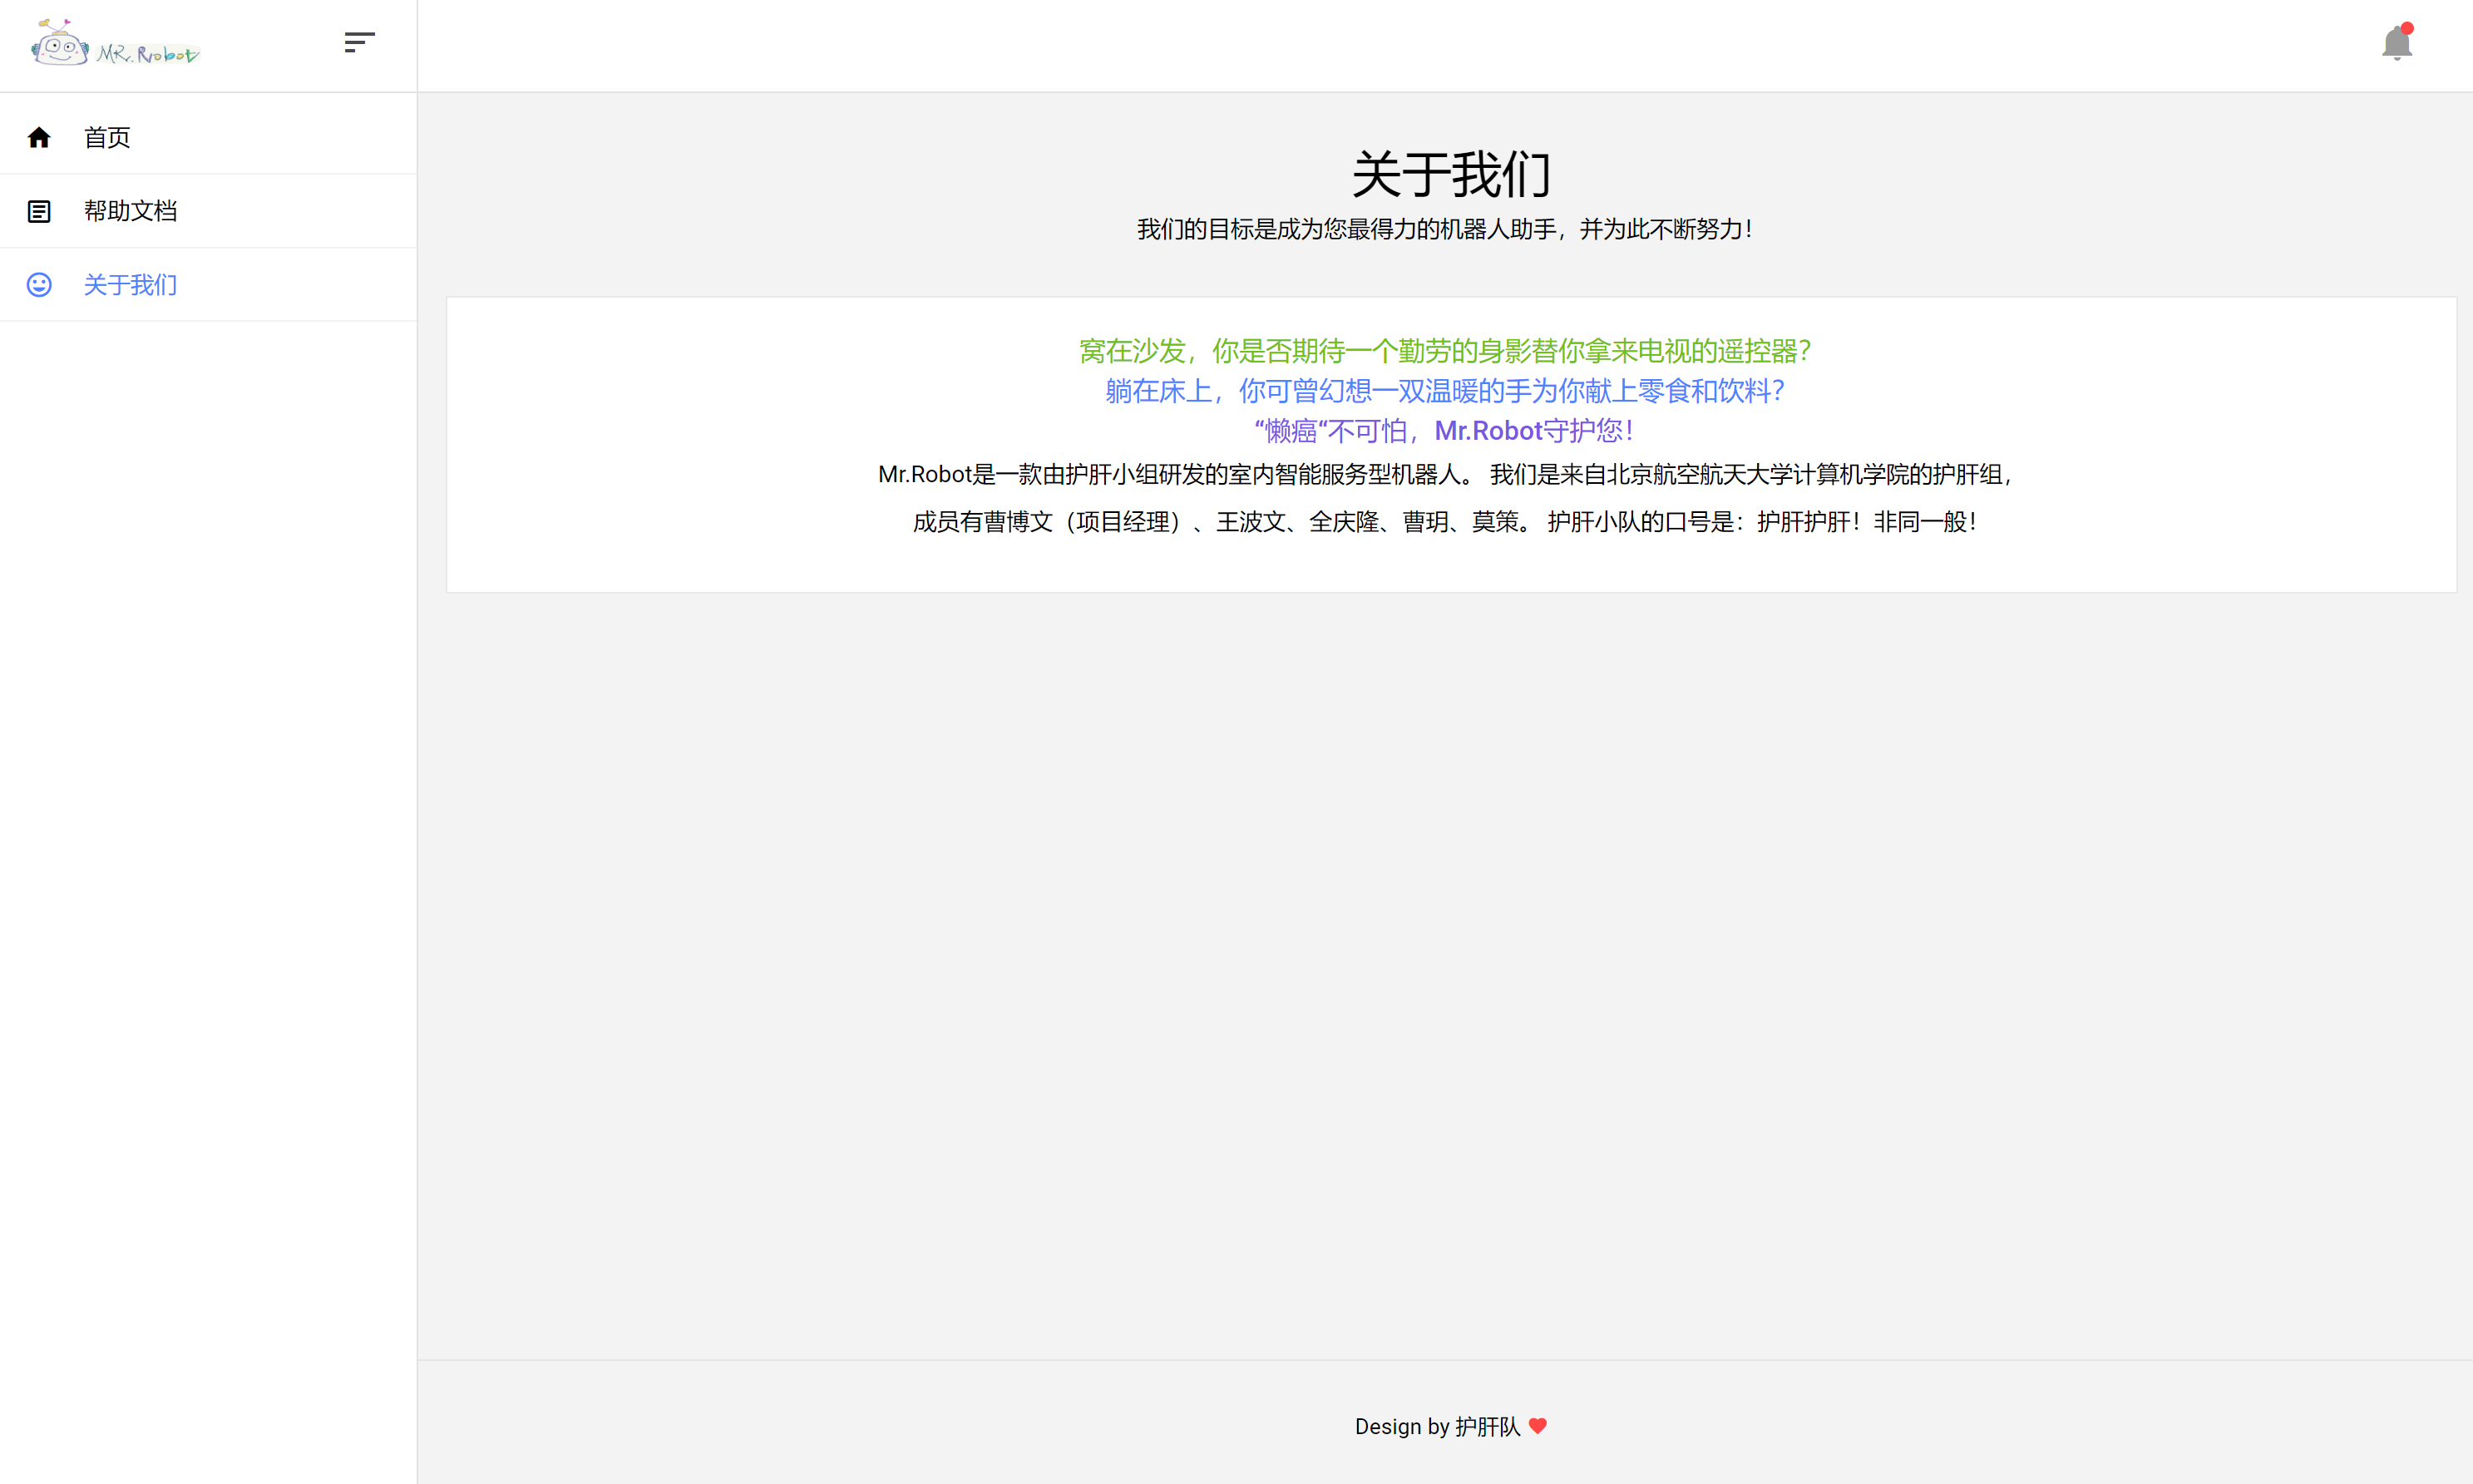 MR.Robot
首页
帮助文档
关于我们
关于我们
我们的目标是成为您最得力的机器人助手，并为此不断努力！
窝在沙发，你是否期待一个勤劳的身影替你拿来电视的遥控器？
躺在床上，你可曾幻想一双温暖的手为你献上零食和饮料？
“懒癌“不可怕，Mr.Robot守护您！
Mr.Robot是一款由护肝小组研发的室内智能服务型机器人。 我们是来自北京航空航天大学计算机学院的护肝组，
成员有曹博文（项目经理）、王波文、全庆隆、曹玥、莫策。 护肝小队的口号是：护肝护肝！非同一般！
Design by 护肝队